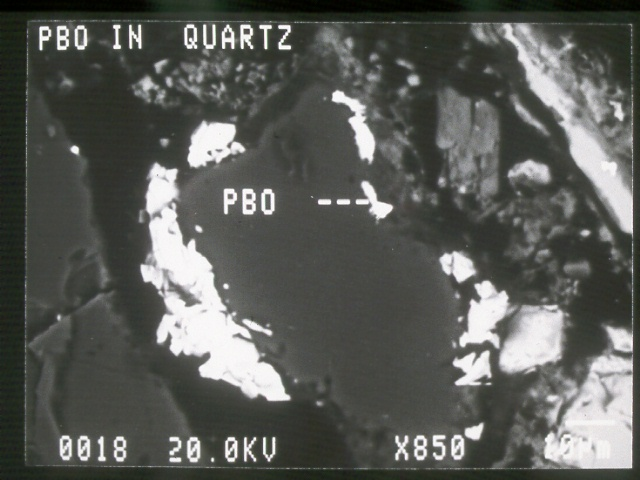 PBO IN QUARTZ
PBO ---
0018 20.0KV X850 10µm